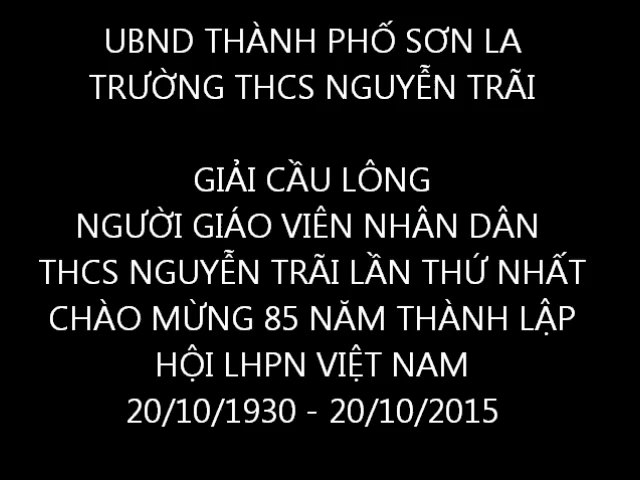 UBND THÀNH PHỐ SƠN LA
TRƯỜNG THCS NGUYỄN TRÃI
GIẢI CẦU LÔNG
NGƯỜI GIÁO VIÊN NHÂN DÂN
THCS NGUYỄN TRÃI LẦN THỨ NHẤT
CHÀO MỪNG 85 NĂM THÀNH LẬP
HỘI LHPN VIỆT NAM
20/10/1930 - 20/10/2015